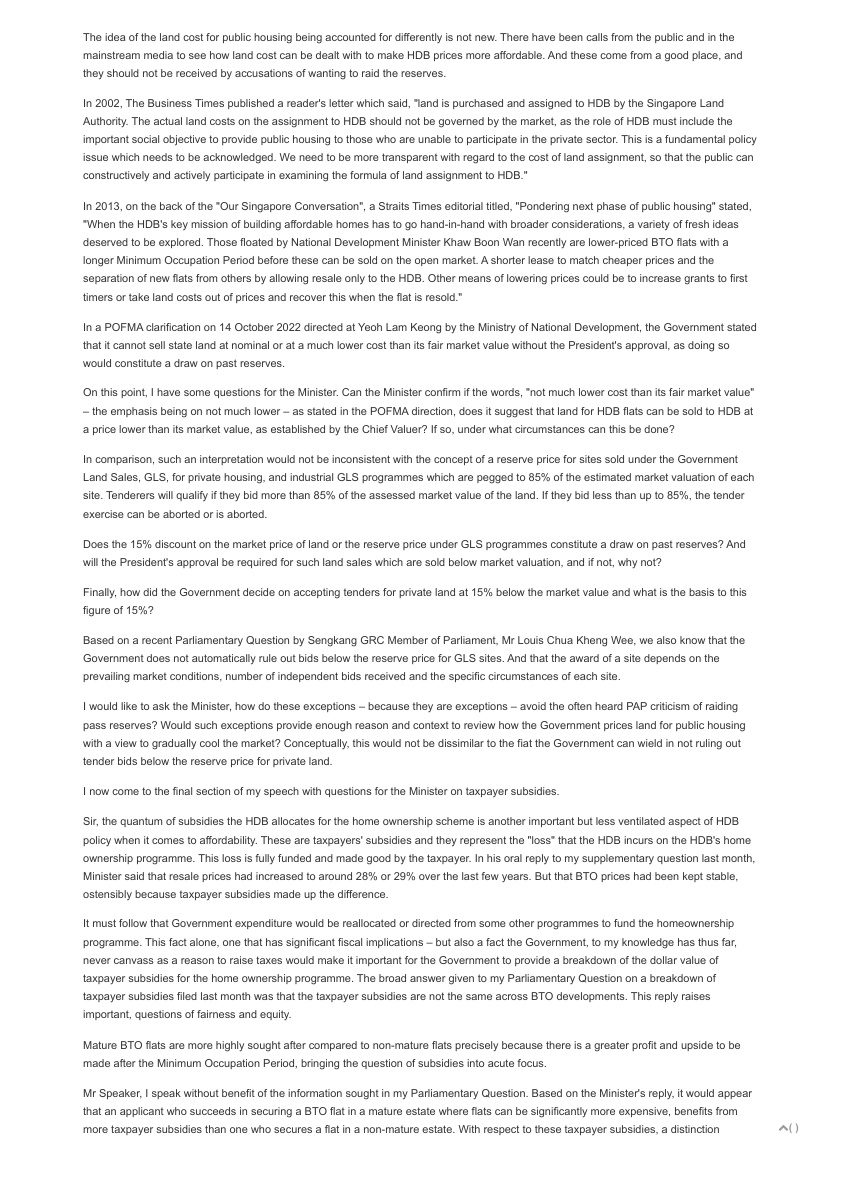 The idea of the land cost for public housing being accounted for differently is not new. There have been calls from the public and in the
mainstream media to see how land cost can be dealt with to make HDB prices more affordable. And these come from a good place, and
they should not be received by accusations of wanting to raid the reserves.
In 2002, The Business Times published a reader's letter which said, "land is purchased and assigned to HDB by the Singapore Land
Authority. The actual land costs on the assignment to HDB should not be governed by the market, as the role of HDB must include the
important social objective to provide public housing to those who are unable to participate in the private sector. This is a fundamental policy
issue which needs to be acknowledged. We need to be more transparent with regard to the cost of land assignment, so that the public can
constructively and actively participate in examining the formula of land assignment to HDB."
In 2013, on the back of the "Our Singapore Conversation", a Straits Times editorial titled, "Pondering next phase of public housing" stated,
"When the HDB's key mission of building affordable homes has to go hand-in-hand with broader considerations, a variety of fresh ideas
deserved to be explored. Those floated by National Development Minister Khaw Boon Wan recently are lower-priced BTO flats with a
longer Minimum Occupation Period before these can be sold on the open market. A shorter lease to match cheaper prices and the
separation of new flats from others by allowing resale only to the HDB. Other means of lowering prices could be to increase grants to first
timers or take land costs out of prices and recover this when the flat is resold."
In a POFMA clarification on 14 October 2022 directed at Yeoh Lam Keong by the Ministry of National Development, the Government stated
that it cannot sell state land at nominal or at a much lower cost than its fair market value without the President's approval, as doing so
would constitute a draw on past reserves.
On this point, I have some questions for the Minister. Can the Minister confirm if the words, "not much lower cost than its fair market value"
– the emphasis being on not much lower – as stated in the POFMA direction, does it suggest that land for HDB flats can be sold to HDB at
a price lower than its market value, as established by the Chief Valuer? If so, under what circumstances can this be done?
In comparison, such an interpretation would not be inconsistent with the concept of a reserve price for sites sold under the Government
Land Sales, GLS, for private housing, and industrial GLS programmes which are pegged to 85% of the estimated market valuation of each
site. Tenderers will qualify if they bid more than 85% of the assessed market value of the land. If they bid less than up to 85%, the tender
exercise can be aborted or is aborted.
Does the 15% discount on the market price of land or the reserve price under GLS programmes constitute a draw on past reserves? And
will the President's approval be required for such land sales which are sold below market valuation, and if not, why not?
Finally, how did the Government decide on accepting tenders for private land at 15% below the market value and what is the basis to this
figure of 15%?
Based on a recent Parliamentary Question by Sengkang GRC Member of Parliament, Mr Louis Chua Kheng Wee, we also know that the
Government does not automatically rule out bids below the reserve price for GLS sites. And that the award of a site depends on the
prevailing market conditions, number of independent bids received and the specific circumstances of each site.
I would like to ask the Minister, how do these exceptions – because they are exceptions – avoid the often heard PAP criticism of raiding
pass reserves? Would such exceptions provide enough reason and context to review how the Government prices land for public housing
with a view to gradually cool the market? Conceptually, this would not be dissimilar to the fiat the Government can wield in not ruling out
tender bids below the reserve price for private land.
I now come to the final section of my speech with questions for the Minister on taxpayer subsidies.
Sir, the quantum of subsidies the HDB allocates for the home ownership scheme is another important but less ventilated aspect of HDB
policy when it comes to affordability. These are taxpayers' subsidies and they represent the "loss" that the HDB incurs on the HDB's home
ownership programme. This loss is fully funded and made good by the taxpayer. In his oral reply to my supplementary question last month,
Minister said that resale prices had increased to around 28% or 29% over the last few years. But that BTO prices had been kept stable,
ostensibly because taxpayer subsidies made up the difference.
It must follow that Government expenditure would be reallocated or directed from some other programmes to fund the homeownership
programme. This fact alone, one that has significant fiscal implications – but also a fact the Government, to my knowledge has thus far,
never canvass as a reason to raise taxes would make it important for the Government to provide a breakdown of the dollar value of
taxpayer subsidies for the home ownership programme. The broad answer given to my Parliamentary Question on a breakdown of
taxpayer subsidies filed last month was that the taxpayer subsidies are not the same across BTO developments. This reply raises
important, questions of fairness and equity.
Mature BTO flats are more highly sought after compared to non-mature flats precisely because there is a greater profit and upside to be
made after the Minimum Occupation Period, bringing the question of subsidies into acute focus.
Mr Speaker, I speak without benefit of the information sought in my Parliamentary Question. Based on the Minister's reply, it would appear
that an applicant who succeeds in securing a BTO flat in a mature estate where flats can be significantly more expensive, benefits from
more taxpayer subsidies than one who secures a flat in a non-mature estate. With respect to these taxpayer subsidies, a distinction
( )